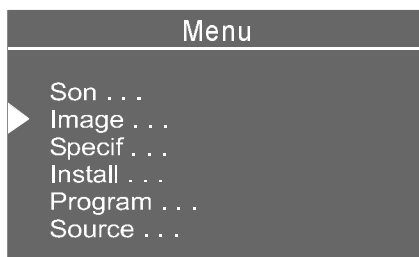 Menu
Son . . .
Image . . .
Specif . . .
Install . . .
Program . . .
Source . . .